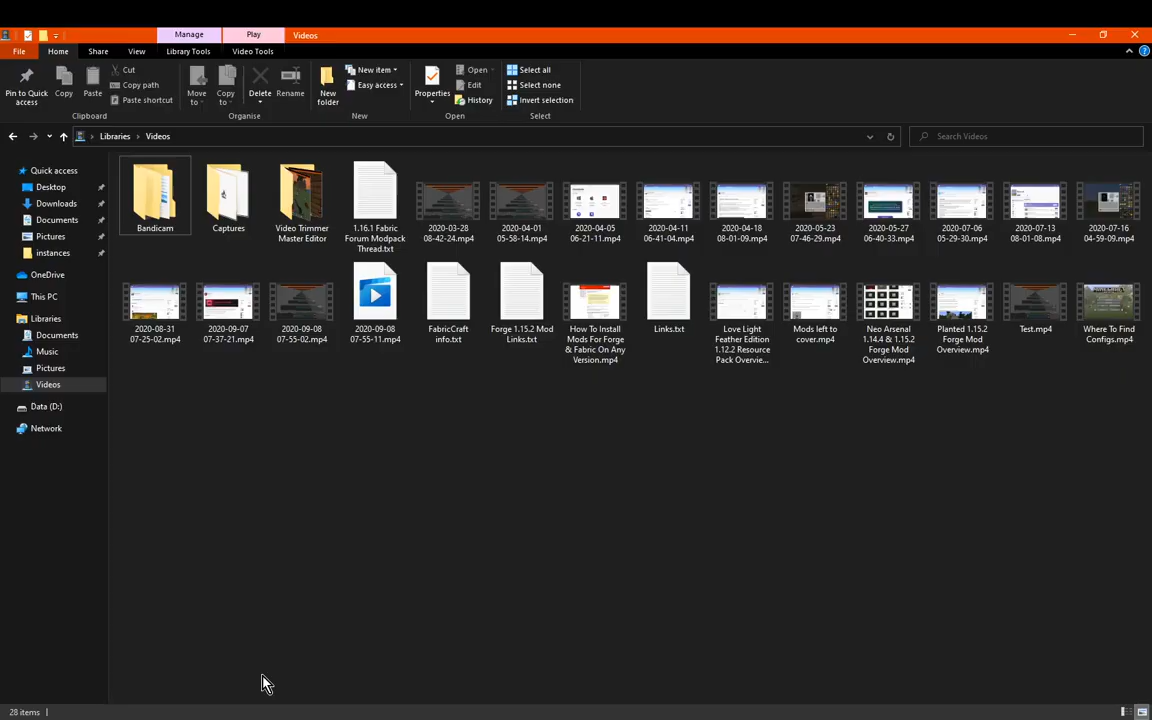 Manage
Play
Videos
File
Home
Share
View
Library Tools
Video Tools
Pin to Quick
access
Copy
Paste
Cut
Copy path
Paste shortcut
Clipboard
Move
to
Copy
to
Delete
Rename
Organise
New
folder
New item
Easy access
New
Properties
Open
Edit
History
Open
Select all
Select none
Invert selection
Select
Libraries
Videos
Search Videos
Quick access
Desktop
Downloads
Documents
Pictures
instances
OneDrive
This PC
Libraries
Documents
Music
Pictures
Videos
Data (D:)
Network
Bandicam
Captures
Video Trimmer
Master Editor
1.16.1 Fabric
Forum Modpack
Thread.txt
2020-03-28
08-42-24.mp4
2020-04-01
05-58-14.mp4
2020-04-05
06-21-11.mp4
2020-04-11
06-41-04.mp4
2020-04-18
08-01-09.mp4
2020-05-23
07-46-29.mp4
2020-05-27
06-40-33.mp4
2020-07-06
05-29-30.mp4
2020-07-13
08-01-08.mp4
2020-07-16
04-59-09.mp4
2020-08-31
07-25-02.mp4
2020-09-07
07-37-21.mp4
2020-09-08
07-55-02.mp4
2020-09-08
07-55-11.mp4
FabricCraft
info.txt
Forge 1.15.2 Mod
Links.txt
How To Install
Mods For Forge
& Fabric On Any
Version.mp4
Links.txt
Love Light
Feather Edition
1.12.2 Resource
Pack Overvie...
Mods left to
cover.mp4
Neo Arsenal
1.14.4 & 1.15.2
Forge Mod
Overview.mp4
Planted 1.15.2
Forge Mod
Overview.mp4
Test.mp4
Where To Find
Configs.mp4
28 items